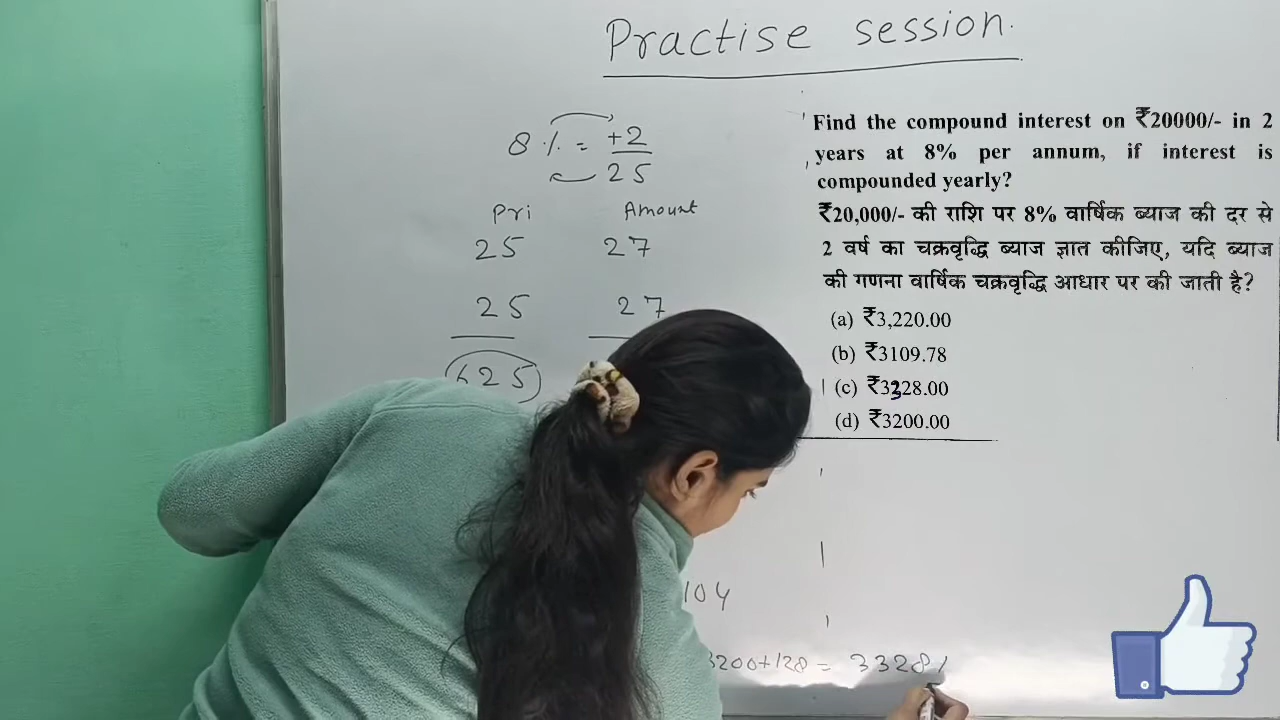 Practise session.
8 % = +2
25
Pri Amount
25 27
25 27
625
104
3200+128 = 3328/
Find the compound interest on ₹20000/- in 2
years at 8% per annum, if interest is
compounded yearly?
₹20,000/- की राशि पर 8% वार्षिक ब्याज की दर से
2 वर्ष का चक्रवृद्धि ब्याज ज्ञात कीजिए, यदि ब्याज
की गणना वार्षिक चक्रवृद्धि आधार पर की जाती है?
(a) ₹3,220.00
(b) ₹3109.78
(c) ₹3328.00
(d) ₹3200.00